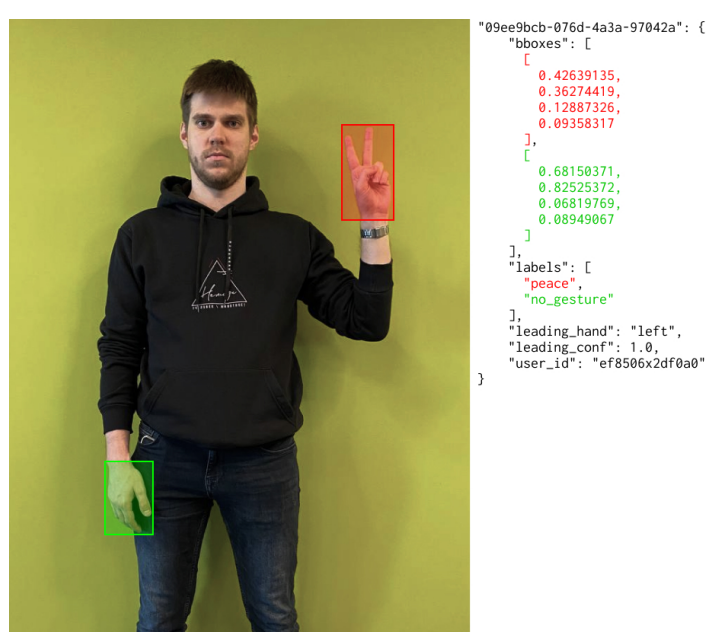 "09ee9bcb-076d-4a3a-97042a": {
"bboxes": [
[
0.42639135,
0.36274419,
0.12887326,
0.09358317
],
[
0.68150371,
0.82525372,
0.06819769,
0.08949067
]
],
"labels": [
"peace",
"no_gesture"
],
"leading_hand": "left",
"leading_conf": 1.0,
"user_id": "ef8506x2df0a0"
}